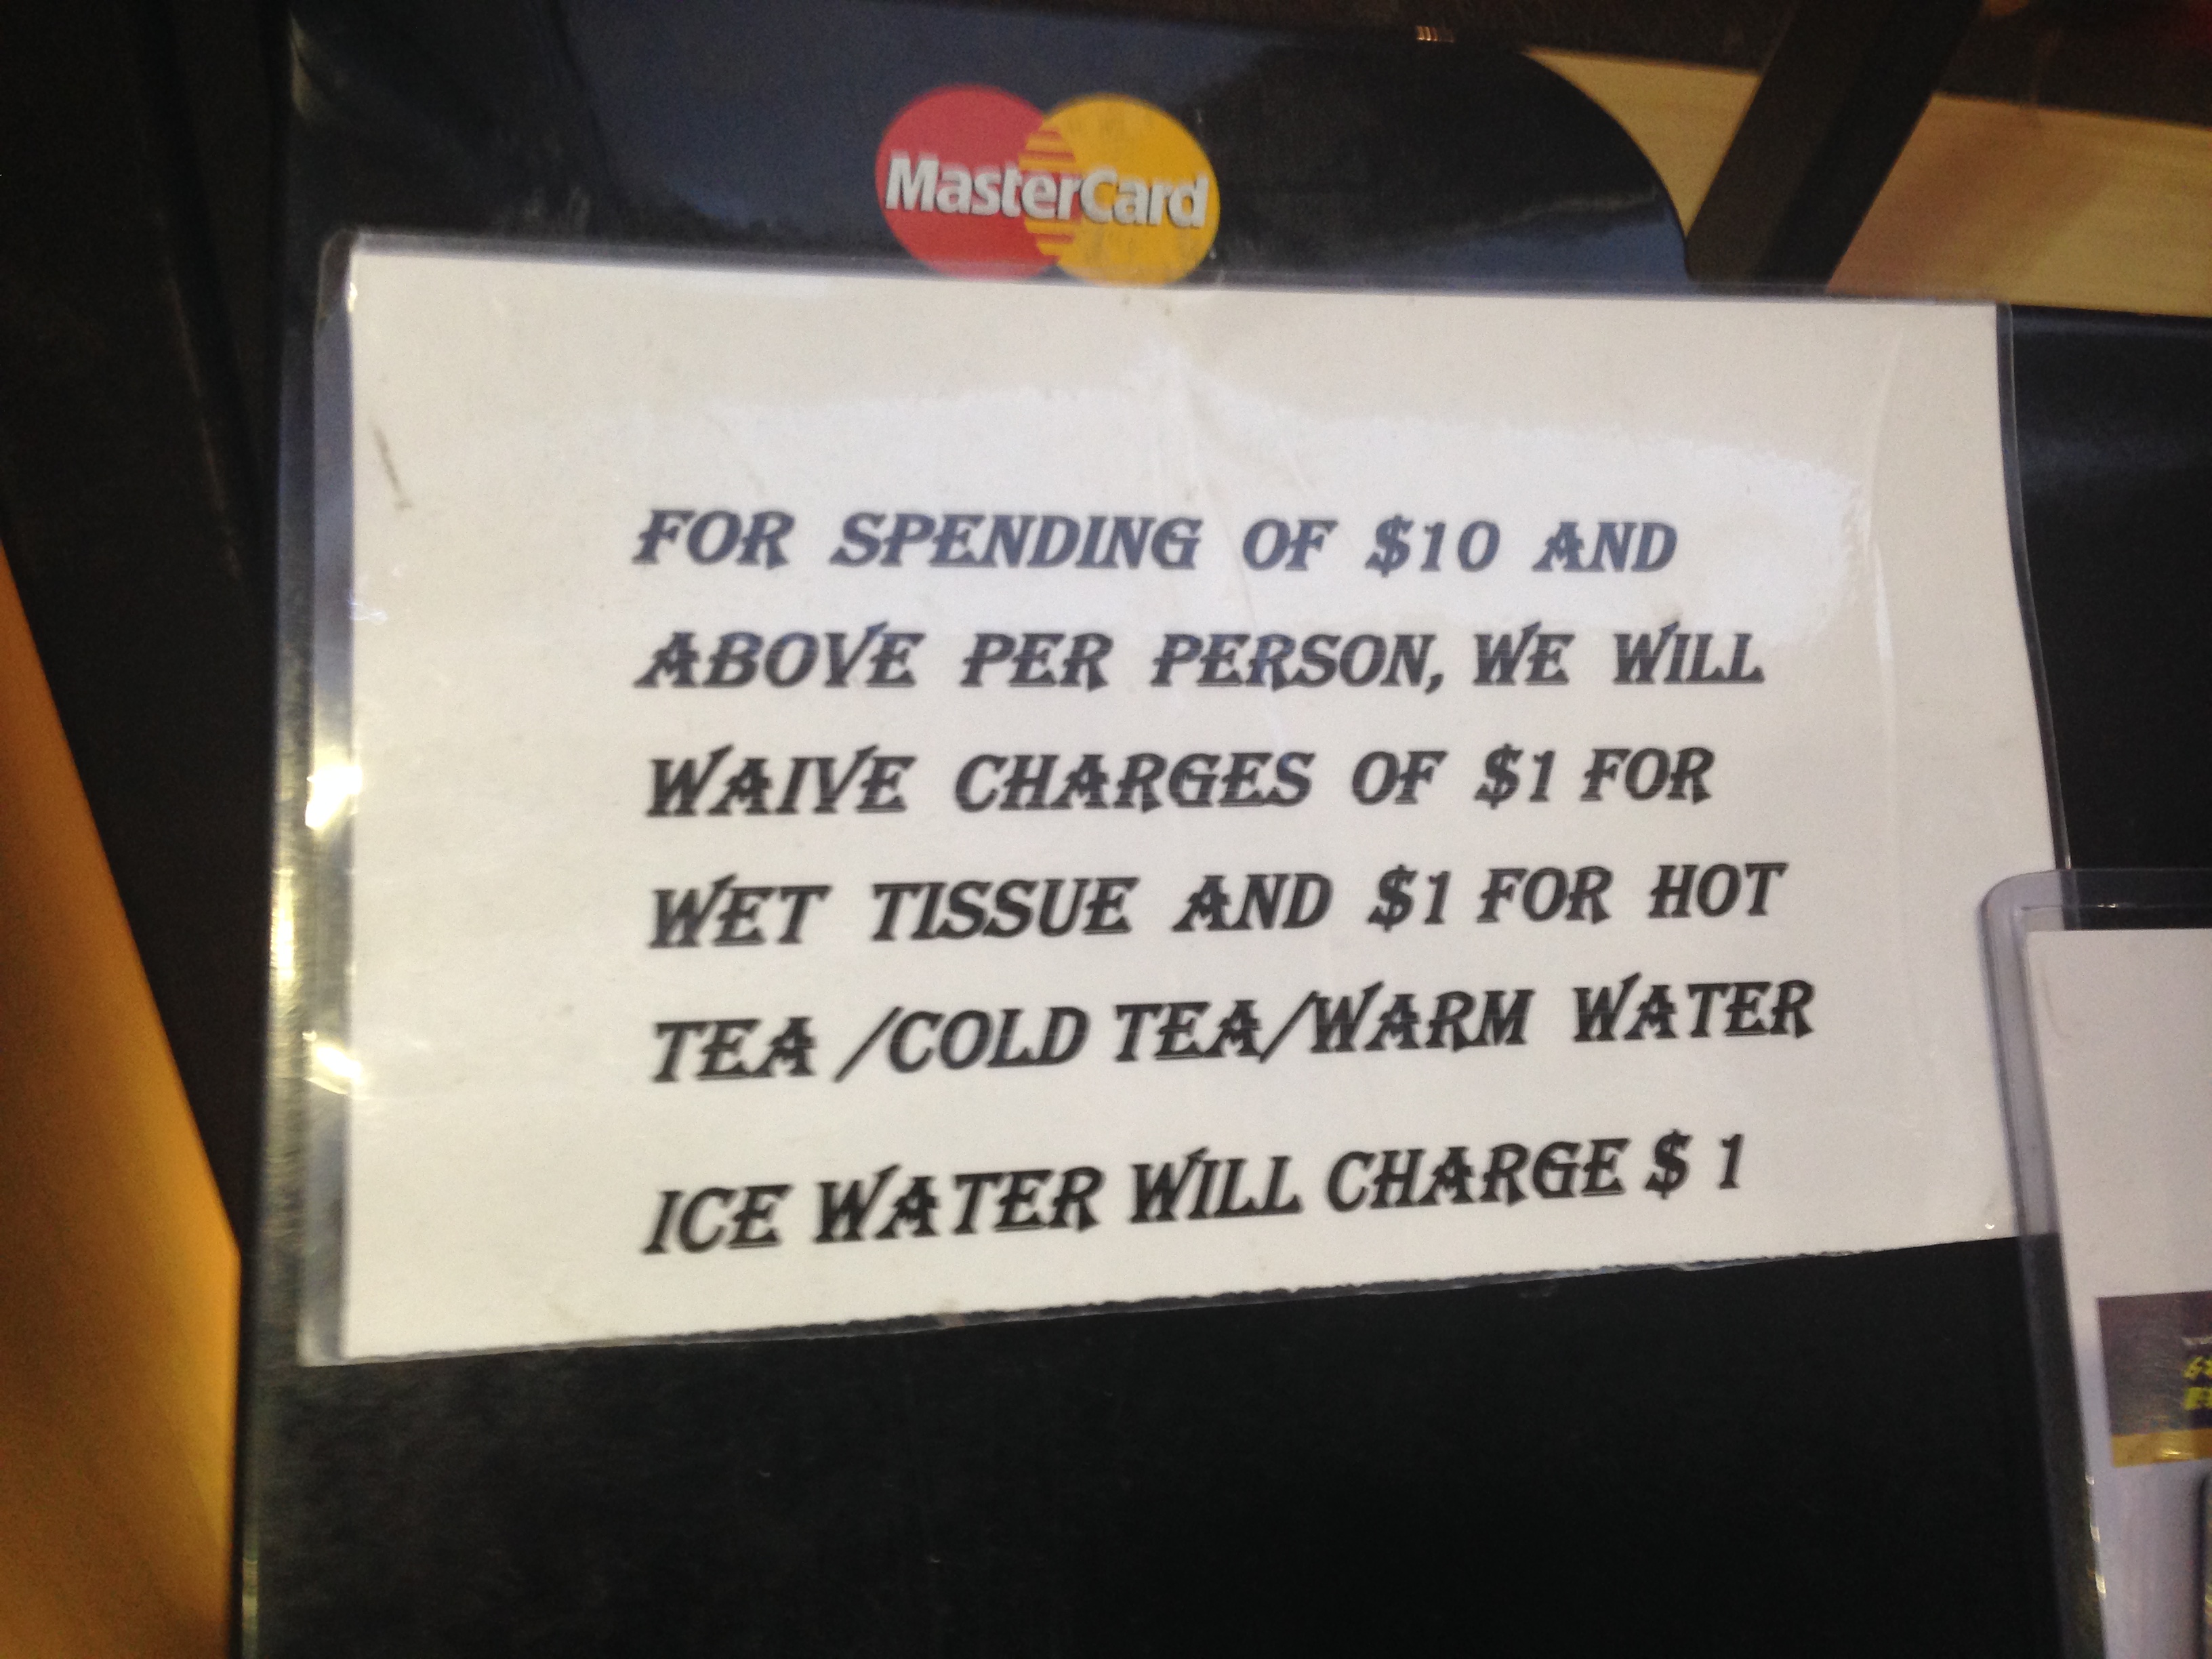 MasterCard
FOR SPENDING OF $10 AND
ABOVE PER PERSON, WE WILL
WAIVE CHARGES OF $1 FOR
WET TISSUE AND $1 FOR HOT
TEA /COLD TEA/WARM WATER
ICE WATER WILL CHARGE $ 1